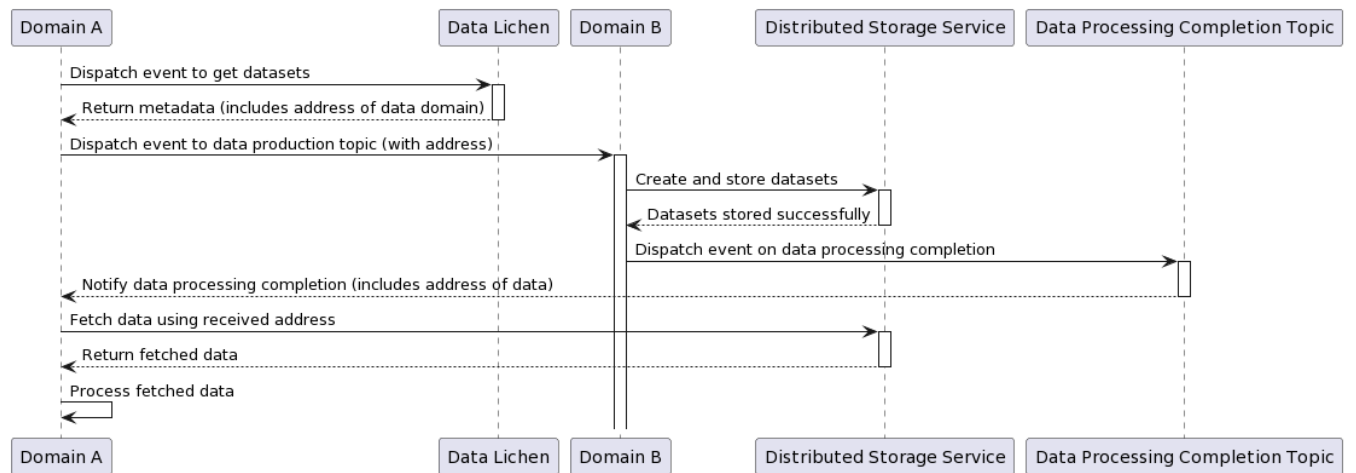 Domain A Data Lichen Domain B Distributed Storage Service Data Processing Completion Topic
Dispatch event to get datasets
Return metadata (includes address of data domain)
Dispatch event to data production topic (with address)
Create and store datasets
Datasets stored successfully
Dispatch event on data processing completion
Notify data processing completion (includes address of data)
Fetch data using received address
Return fetched data
Process fetched data
Domain A Data Lichen Domain B Distributed Storage Service Data Processing Completion Topic